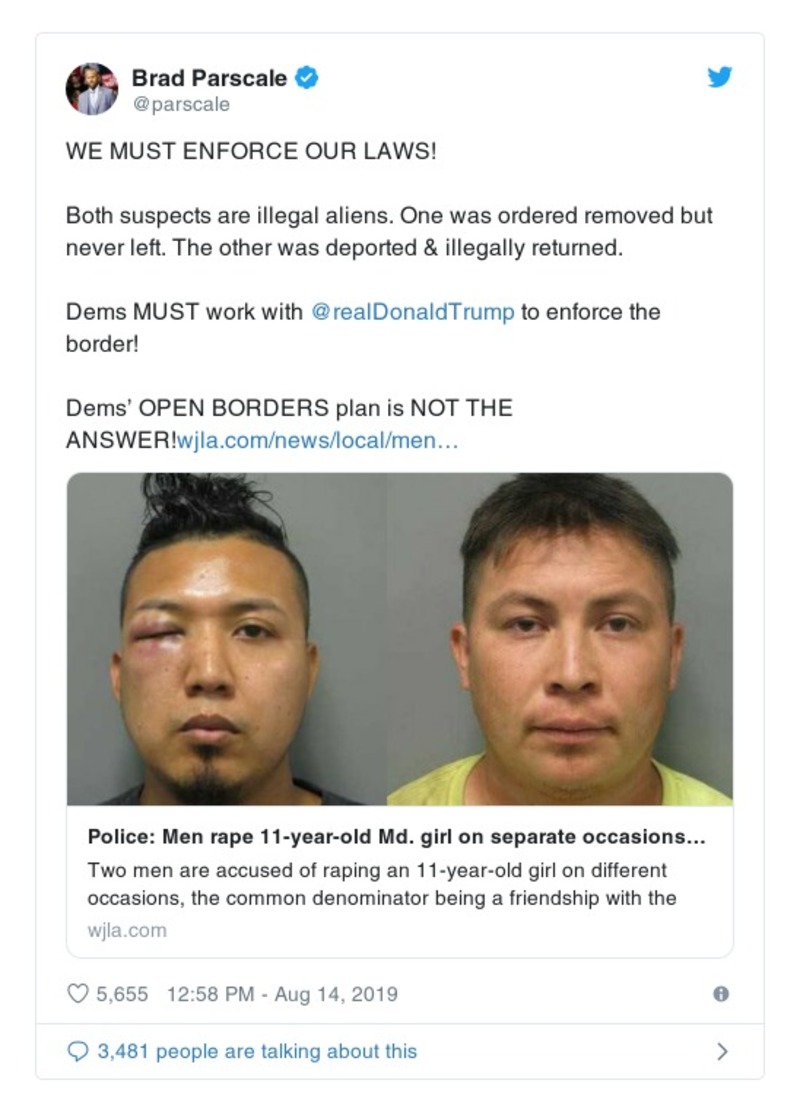 Brad Parscale
@parscale
WE MUST ENFORCE OUR LAWS!
Both suspects are illegal aliens. One was ordered removed but
never left. The other was deported & illegally returned.
Dems MUST work with @realDonaldTrump to enforce the
border!
Dems’ OPEN BORDERS plan is NOT THE
ANSWER!wjla.com/news/local/men…
Police: Men rape 11-year-old Md. girl on separate occasions...
Two men are accused of raping an 11-year-old girl on different
occasions, the common denominator being a friendship with the
wjla.com
5,655 12:58 PM - Aug 14, 2019
3,481 people are talking about this